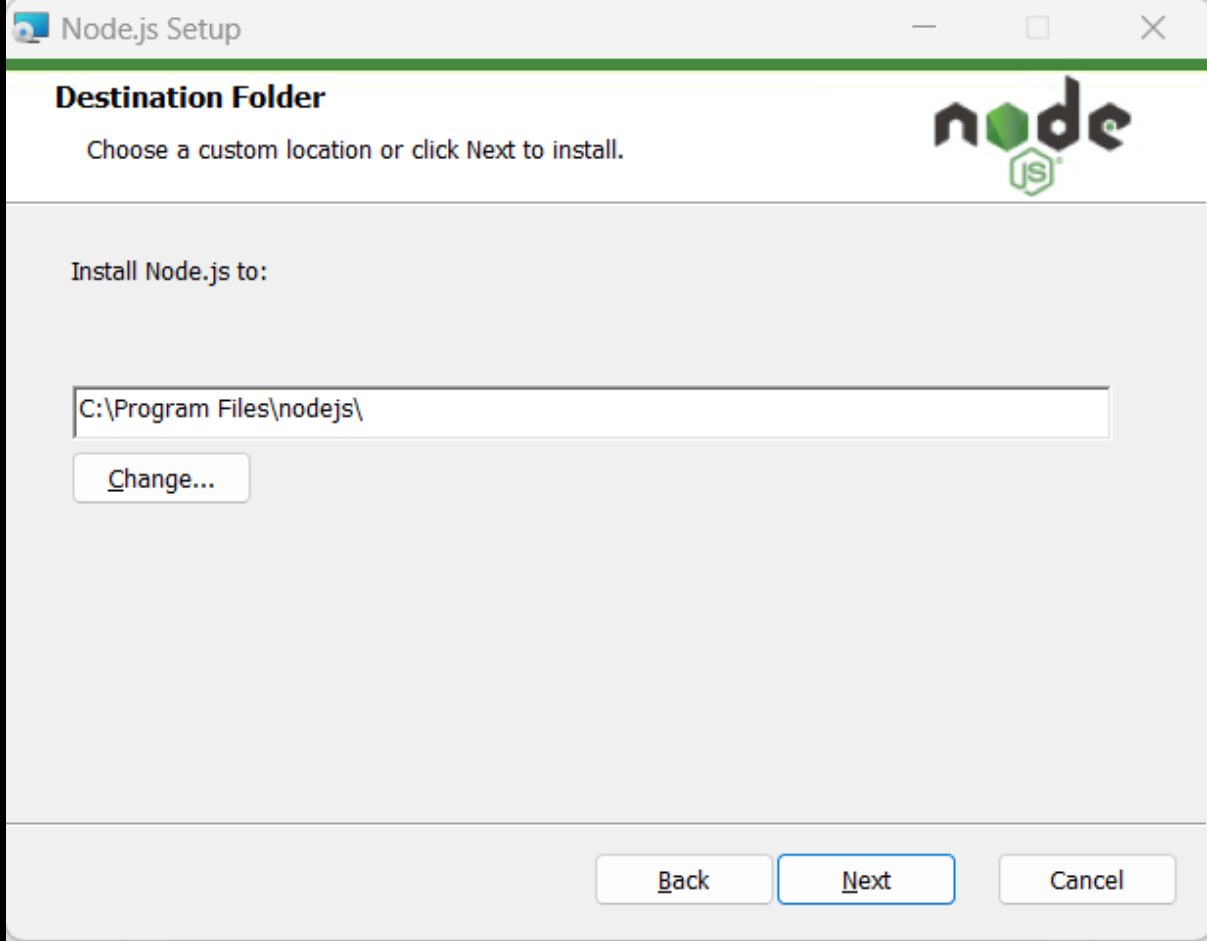 Node.js Setup
Destination Folder
Choose a custom location or click Next to install.
node
JS
Install Node.js to:
C:\Program Files\nodejs\
Change...
Back
Next
Cancel